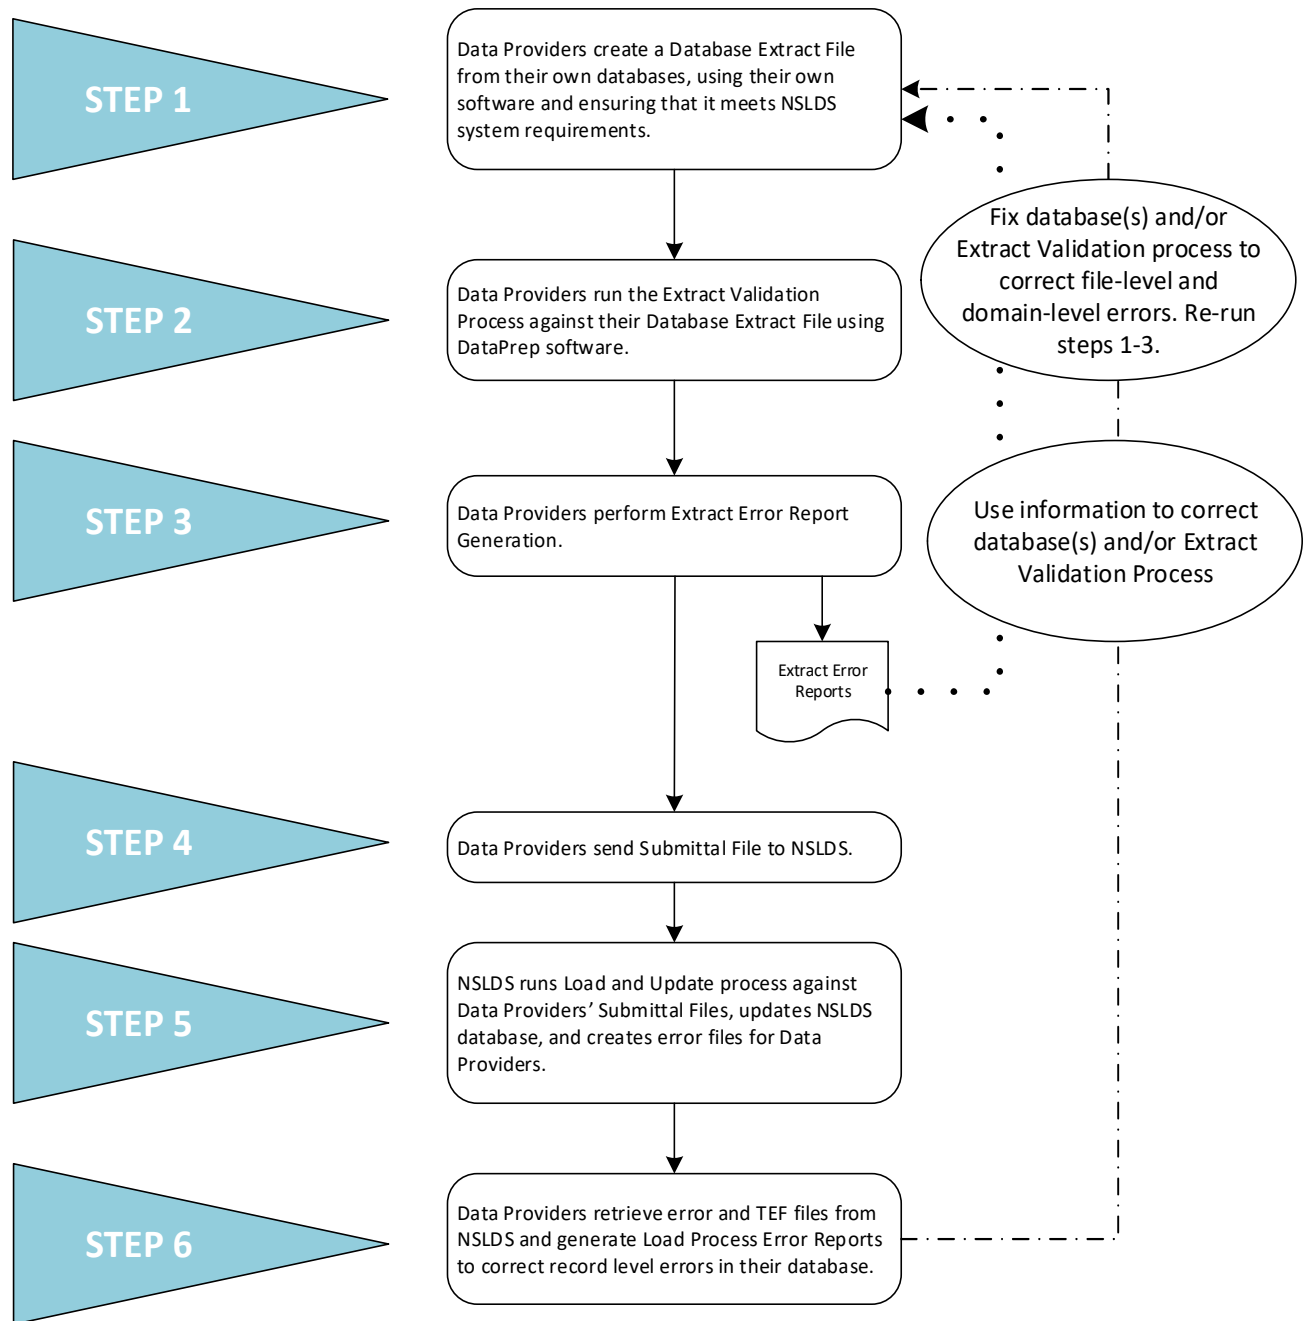 STEP 1
Data Providers create a Database Extract File
from their own databases, using their own
software and ensuring that it meets NSLDS
system requirements.
Fix database(s) and/or
Extract Validation process to
correct file-level and
domain-level errors. Re-run
steps 1-3.
STEP 2
Data Providers run the Extract Validation
Process against their Database Extract File using
DataPrep software.
STEP 3
Data Providers perform Extract Error Report
Generation.
Use information to correct
database(s) and/or Extract
Validation Process
Extract Error
Reports
STEP 4
Data Providers send Submittal File to NSLDS.
STEP 5
NSLDS runs Load and Update process against
Data Providers’ Submittal Files, updates NSLDS
database, and creates error files for Data
Providers.
STEP 6
Data Providers retrieve error and TEF files from
NSLDS and generate Load Process Error Reports
to correct record level errors in their database.